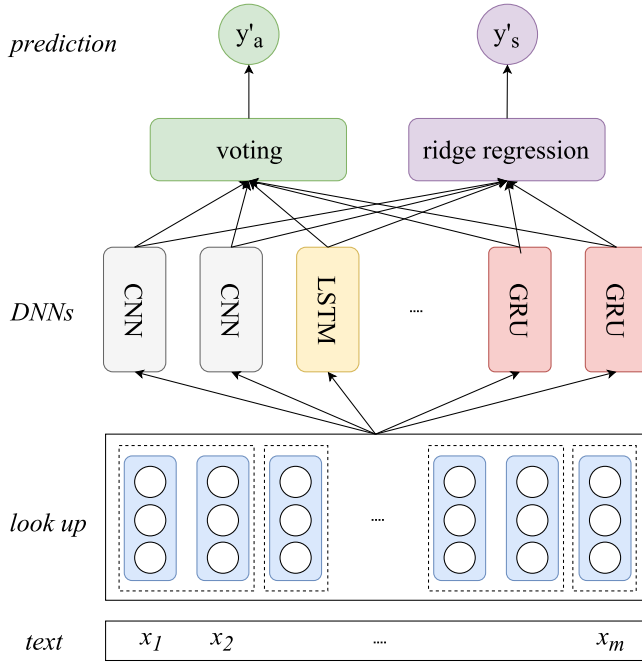 prediction y'a y's
voting ridge regression
DNNs CNN CNN LSTM .... GRU GRU
look up ....
text x1 x2 .... xm